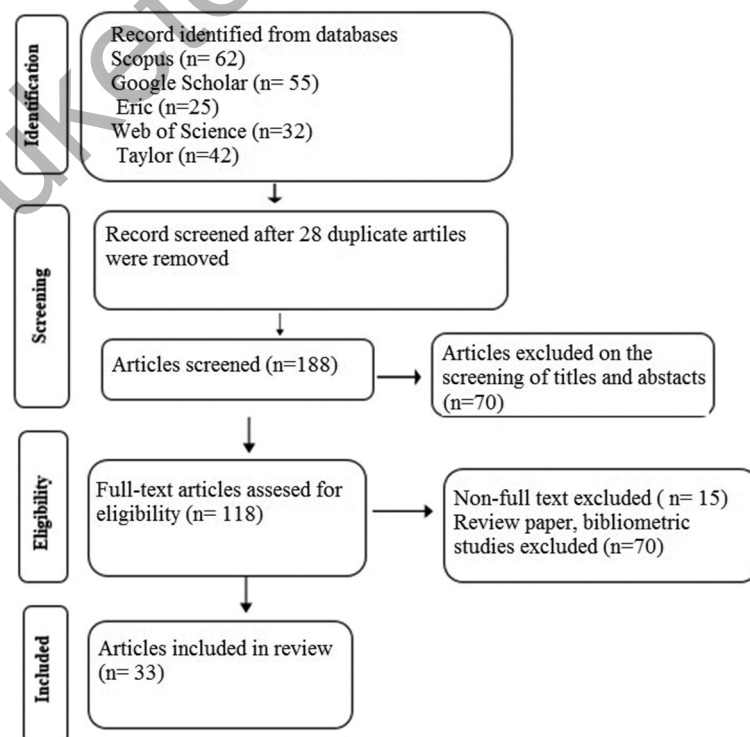 Identification
Record identified from databases
Scopus (n= 62)
Google Scholar (n= 55)
Eric (n=25)
Web of Science (n=32)
Taylor (n=42)
Screening
Record screened after 28 duplicate artiles
were removed
Articles screened (n=188)
Articles excluded on the
screening of titles and abstacts
(n=70)
Eligibility
Full-text articles assesed for
eligibility (n= 118)
Non-full text excluded ( n= 15)
Review paper, bibliometric
studies excluded (n=70)
Included
Articles included in review
(n= 33)